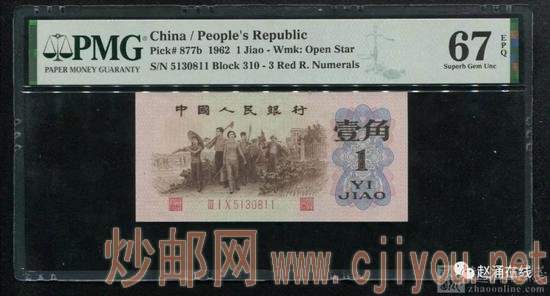 PMG
PAPER MONEY GUARANTY
China / People's Republic
Pick# 877b 1962 1 Jiao - Wmk: Open Star
S/N 5130811 Block 310 - 3 Red R. Numerals
67
EPQ
Superb Gem Unc
中國人民銀行
壹角
1
YI
JIAO
III I X 5130811
炒邮网 www.cjiyou.net
赵涌在线
zhaoonline.com